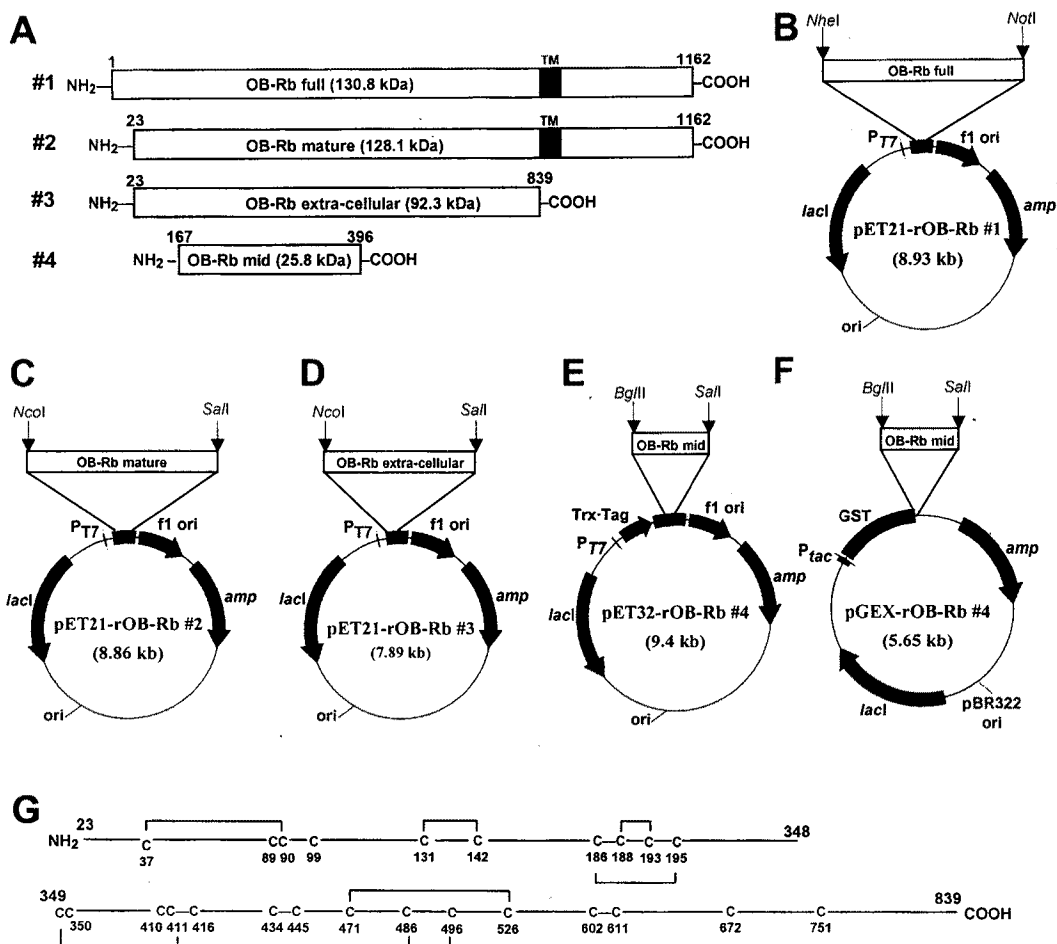 A
#1 NH2 1 OB-Rb full (130.8 kDa) TM 1162 COOH
#2 NH2 23 OB-Rb mature (128.1 kDa) TM 1162 COOH
#3 NH2 23 OB-Rb extra-cellular (92.3 kDa) 839 COOH
#4 NH2 167 OB-Rb mid (25.8 kDa) 396 COOH
B
NheI NotI
OB-Rb full
PT7 f1 ori
lacI amp
pET21-rOB-Rb #1
(8.93 kb)
ori
C
NcoI SalI
OB-Rb mature
PT7 f1 ori
lacI amp
pET21-rOB-Rb #2
(8.86 kb)
ori
D
NcoI SalI
OB-Rb extra-cellular
PT7 f1 ori
lacI amp
pET21-rOB-Rb #3
(7.89 kb)
ori
E
BglII SalI
OB-Rb mid
Trx-Tag f1 ori
PT7
lacI amp
pET32-rOB-Rb #4
(9.4 kb)
ori
F
BglII SalI
OB-Rb mid
GST
Ptac amp
pGEX-rOB-Rb #4
(5.65 kb)
lacI pBR322
ori
G
NH2 23 348
C CC C C C C C C C
37 89 90 99 131 142 186 188 193 195
349 839
CC CC C C C C C C C C C C C COOH
350 410 411 416 434 445 471 486 496 526 602 611 672 751